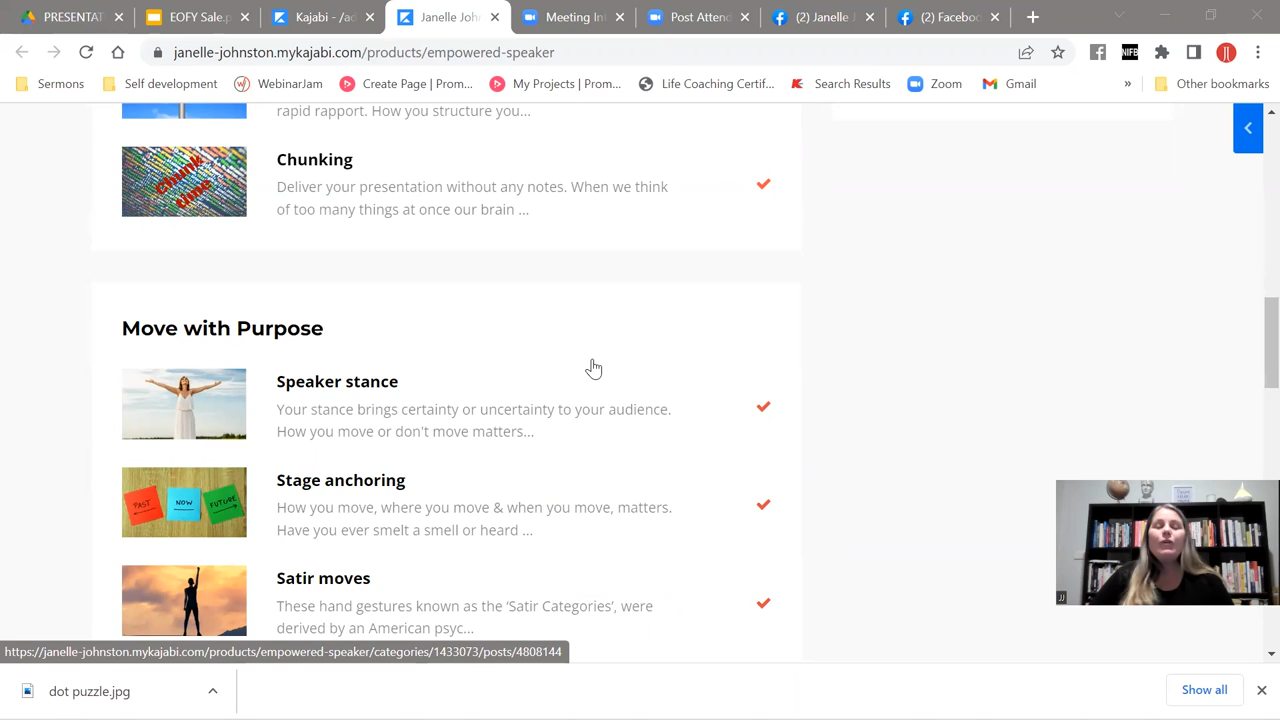 PRESENTAT
EOFY Sale.p
Kajabi - /ac
Janelle Joh
Meeting In
Post Attend
(2) Janelle J
(2) Faceboo
janelle-johnston.mykajabi.com/products/empowered-speaker
NIFB
JJ
Sermons
Self development
WebinarJam
Create Page | Prom...
My Projects | Prom...
Life Coaching Certif...
Search Results
Zoom
Gmail
»
Other bookmarks
rapid rapport. How you structure you...
Chunk
time
Chunking
Deliver your presentation without any notes. When we think
of too many things at once our brain ...
Move with Purpose
Speaker stance
Your stance brings certainty or uncertainty to your audience.
How you move or don't move matters...
PAST
NOW
FUTURE
Stage anchoring
How you move, where you move & when you move, matters.
Have you ever smelt a smell or heard ...
Satir moves
These hand gestures known as the ‘Satir Categories’, were
derived by an American psyc...
JJ
https://janelle-johnston.mykajabi.com/products/empowered-speaker/categories/1433073/posts/4808144
dot puzzle.jpg
Show all